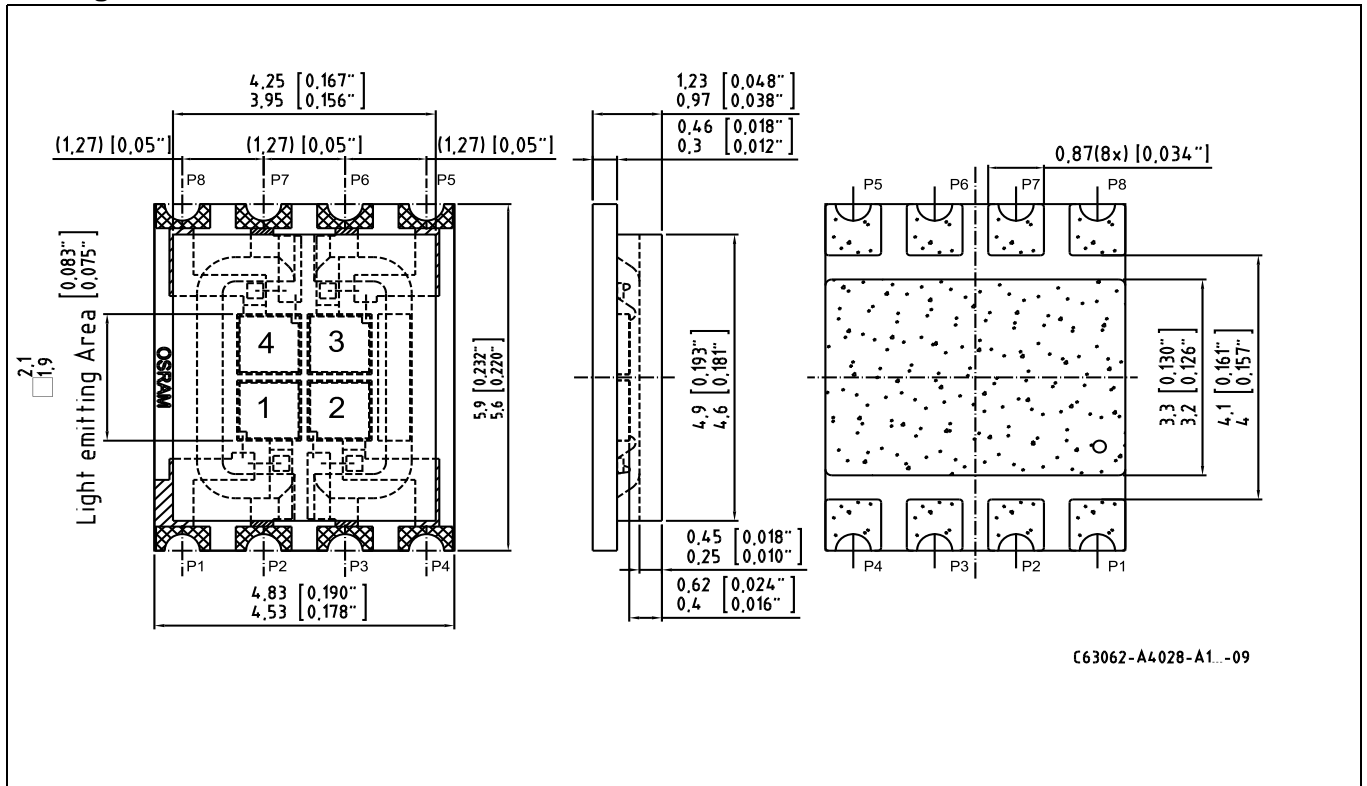 4,25 [0,167"]
3,95 [0,156"]
(1,27) [0,05"]
(1,27) [0,05"]
(1,27) [0,05"]
P8
P7
P6
P5
2,1
□1,9
Light emitting Area [0,083"]
[0,075"]
OSRAM
4
3
1
2
5,9 [0,232"]
5,6 [0,220"]
P1
P2
P3
P4
4,83 [0,190"]
4,53 [0,178"]
1,23 [0,048"]
0,97 [0,038"]
0,46 [0,018"]
0,3 [0,012"]
4,9 [0,193"]
4,6 [0,181"]
0,45 [0,018"]
0,25 [0,010"]
0,62 [0,024"]
0,4 [0,016"]
0,87(8x) [0,034"]
P5
P6
P7
P8
3,3 [0,130"]
3,2 [0,126"]
4,1 [0,161"]
4 [0,157"]
P4
P3
P2
P1
C63062-A4028-A1...-09